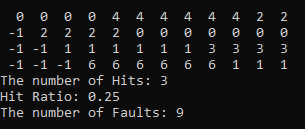 0 0 0 0 4 4 4 4 4 4 2 2
-1 2 2 2 2 0 0 0 0 0 0 0
-1 -1 1 1 1 1 1 1 3 3 3 3
-1 -1 -1 6 6 6 6 6 6 1 1 1
The number of Hits: 3
Hit Ratio: 0.25
The number of Faults: 9